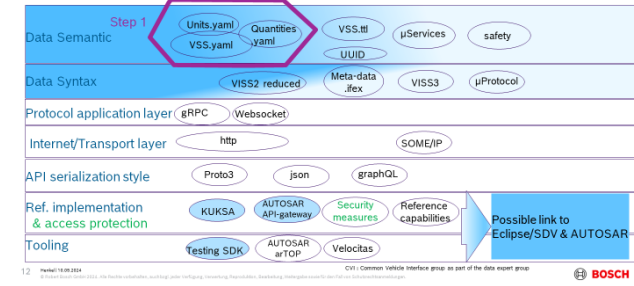 Step 1
Data Semantic
Units.yaml
Quantities
.yaml
VSS.yaml
VSS.ttl
UUID
µServices
safety
Data Syntax
VISS2 reduced
Meta-data
.ifex
VISS3
µProtocol
Protocol application layer
gRPC
Websocket
Internet/Transport layer
http
SOME/IP
API serialization style
Proto3
json
graphQL
Ref. implementation
& access protection
KUKSA
AUTOSAR
API-gateway
Security
measures
Reference
capabilities
Possible link to
Eclipse/SDV & AUTOSAR
Tooling
Testing SDK
AUTOSAR
arTOP
Velocitas
12
CVI : Common Vehicle Interface group as part of the data expert group
BOSCH